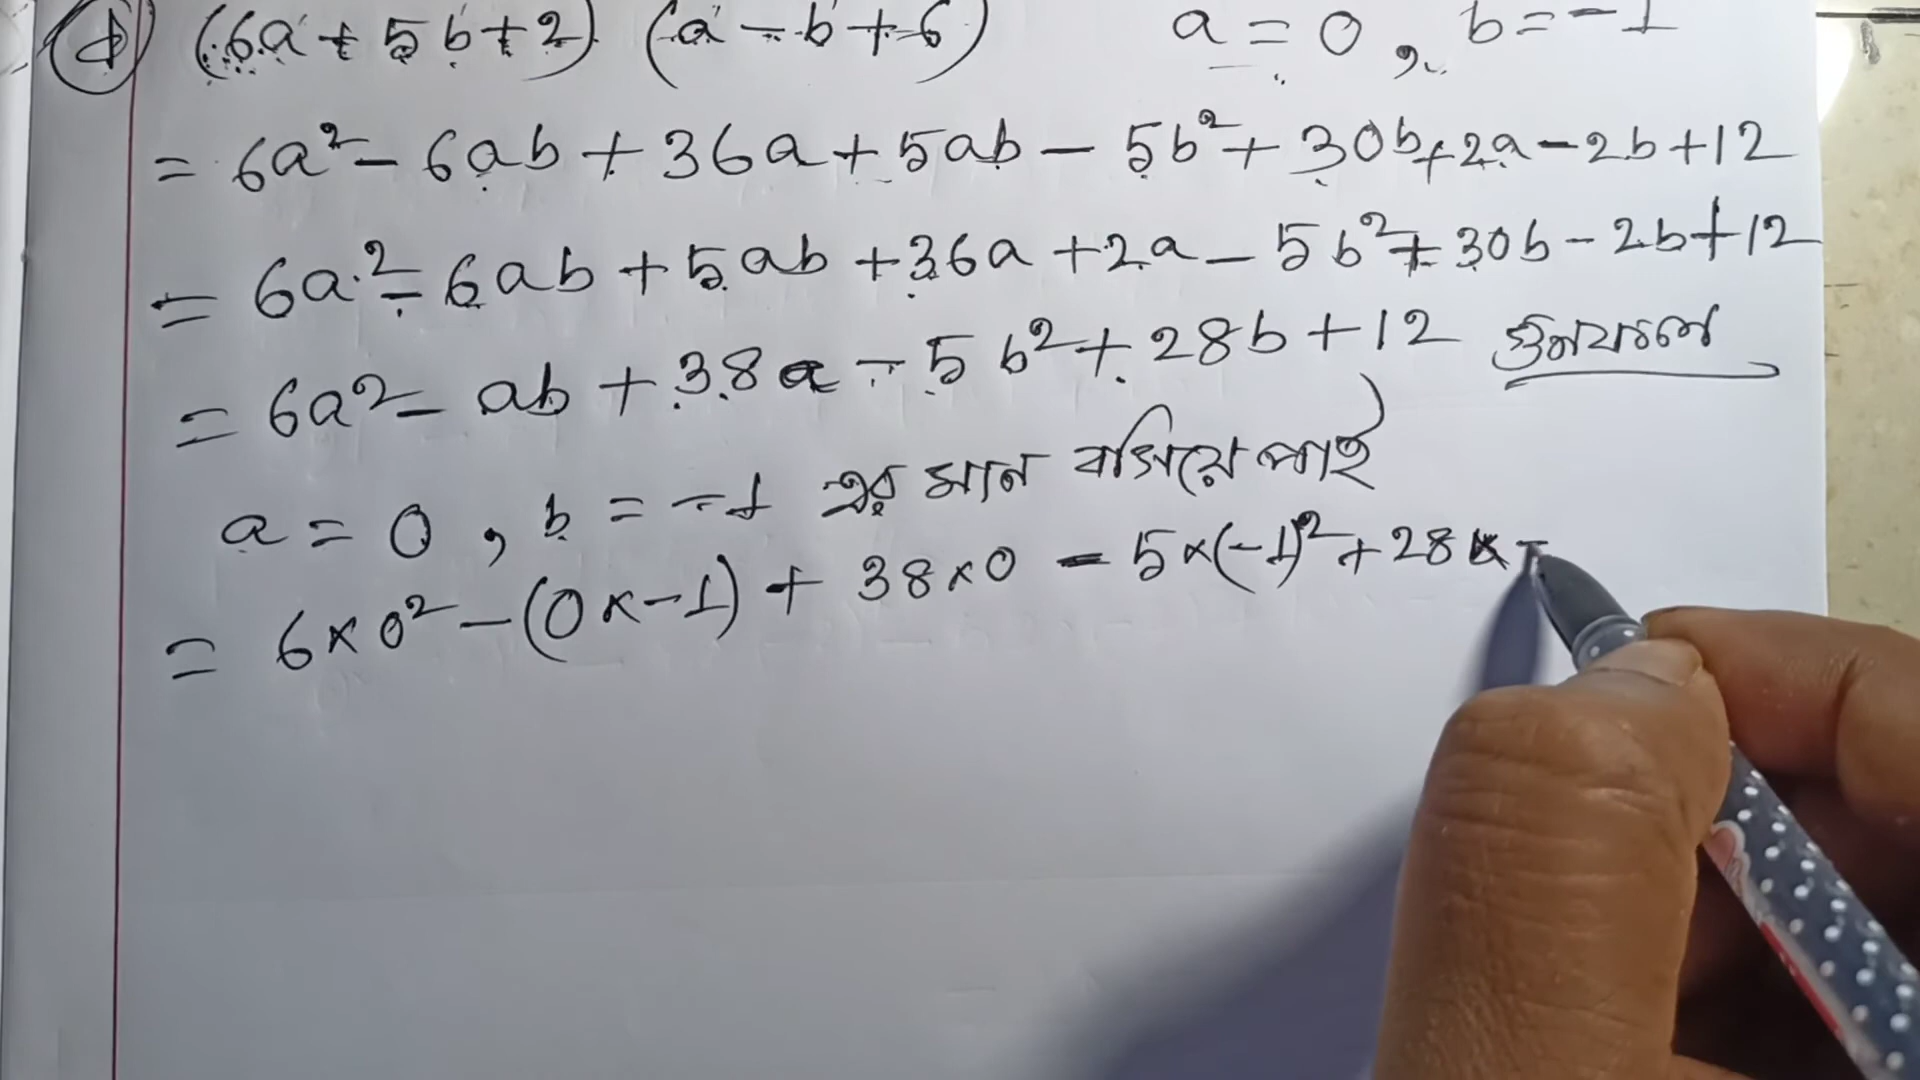 d (6a + 5b + 2) (a - b + 6) a = 0, b = -1
= 6a² - 6ab + 36a + 5ab - 5b² + 30b + 2a - 2b + 12
= 6a² - 6ab + 5ab + 36a + 2a - 5b² + 30b - 2b + 12
= 6a² - ab + 38a - 5b² + 28b + 12 গুনফল
a = 0, b = -1 এর মান বসিয়ে পাই
= 6×0² - (0×-1) + 38×0 - 5×(-1)² + 28×-